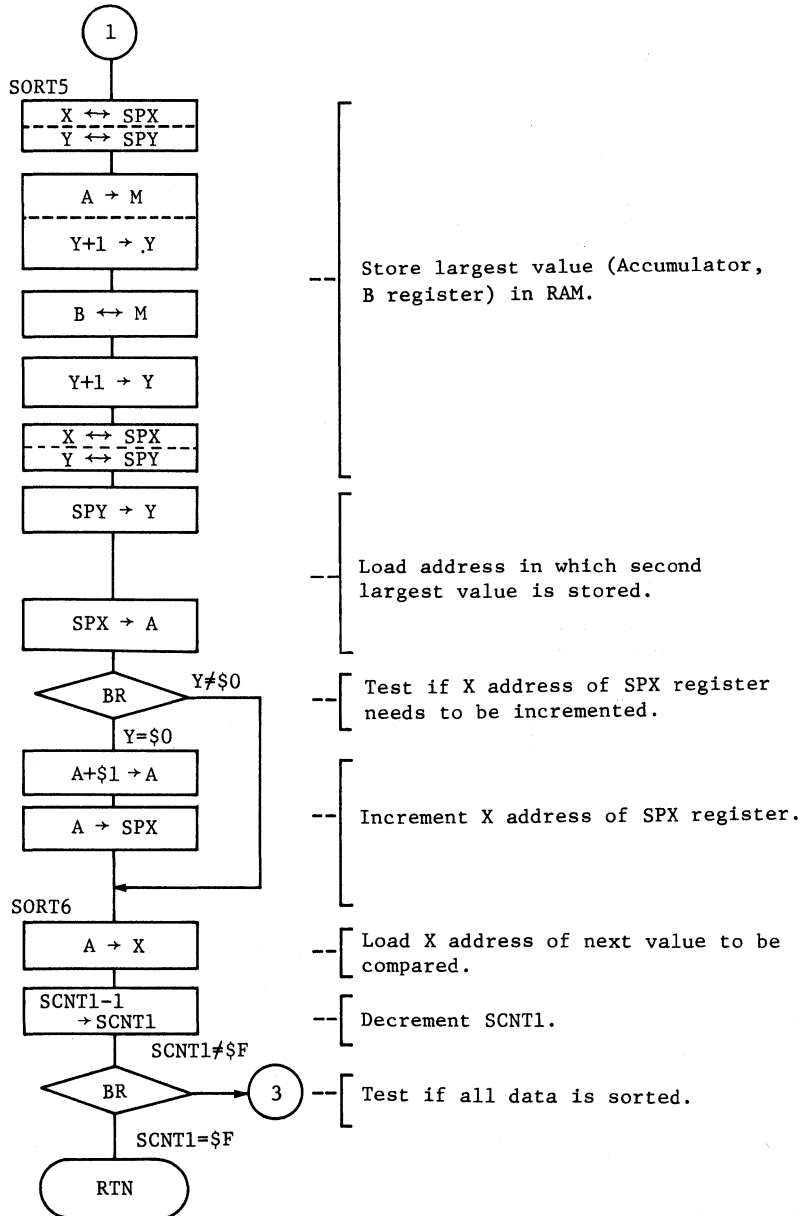 1
SORT5
X ↔ SPX
Y ↔ SPY
A → M
Y+1 → .Y
Store largest value (Accumulator,
B register) in RAM.
B ↔ M
Y+1 → Y
X ↔ SPX
Y ↔ SPY
SPY → Y
Load address in which second
largest value is stored.
SPX → A
BR
Y≠$0
Test if X address of SPX register
needs to be incremented.
Y=$0
A+$1 → A
A → SPX
Increment X address of SPX register.
SORT6
A → X
Load X address of next value to be
compared.
SCNT1-1
→ SCNT1
Decrement SCNT1.
SCNT1≠$F
BR
3
Test if all data is sorted.
SCNT1=$F
RTN